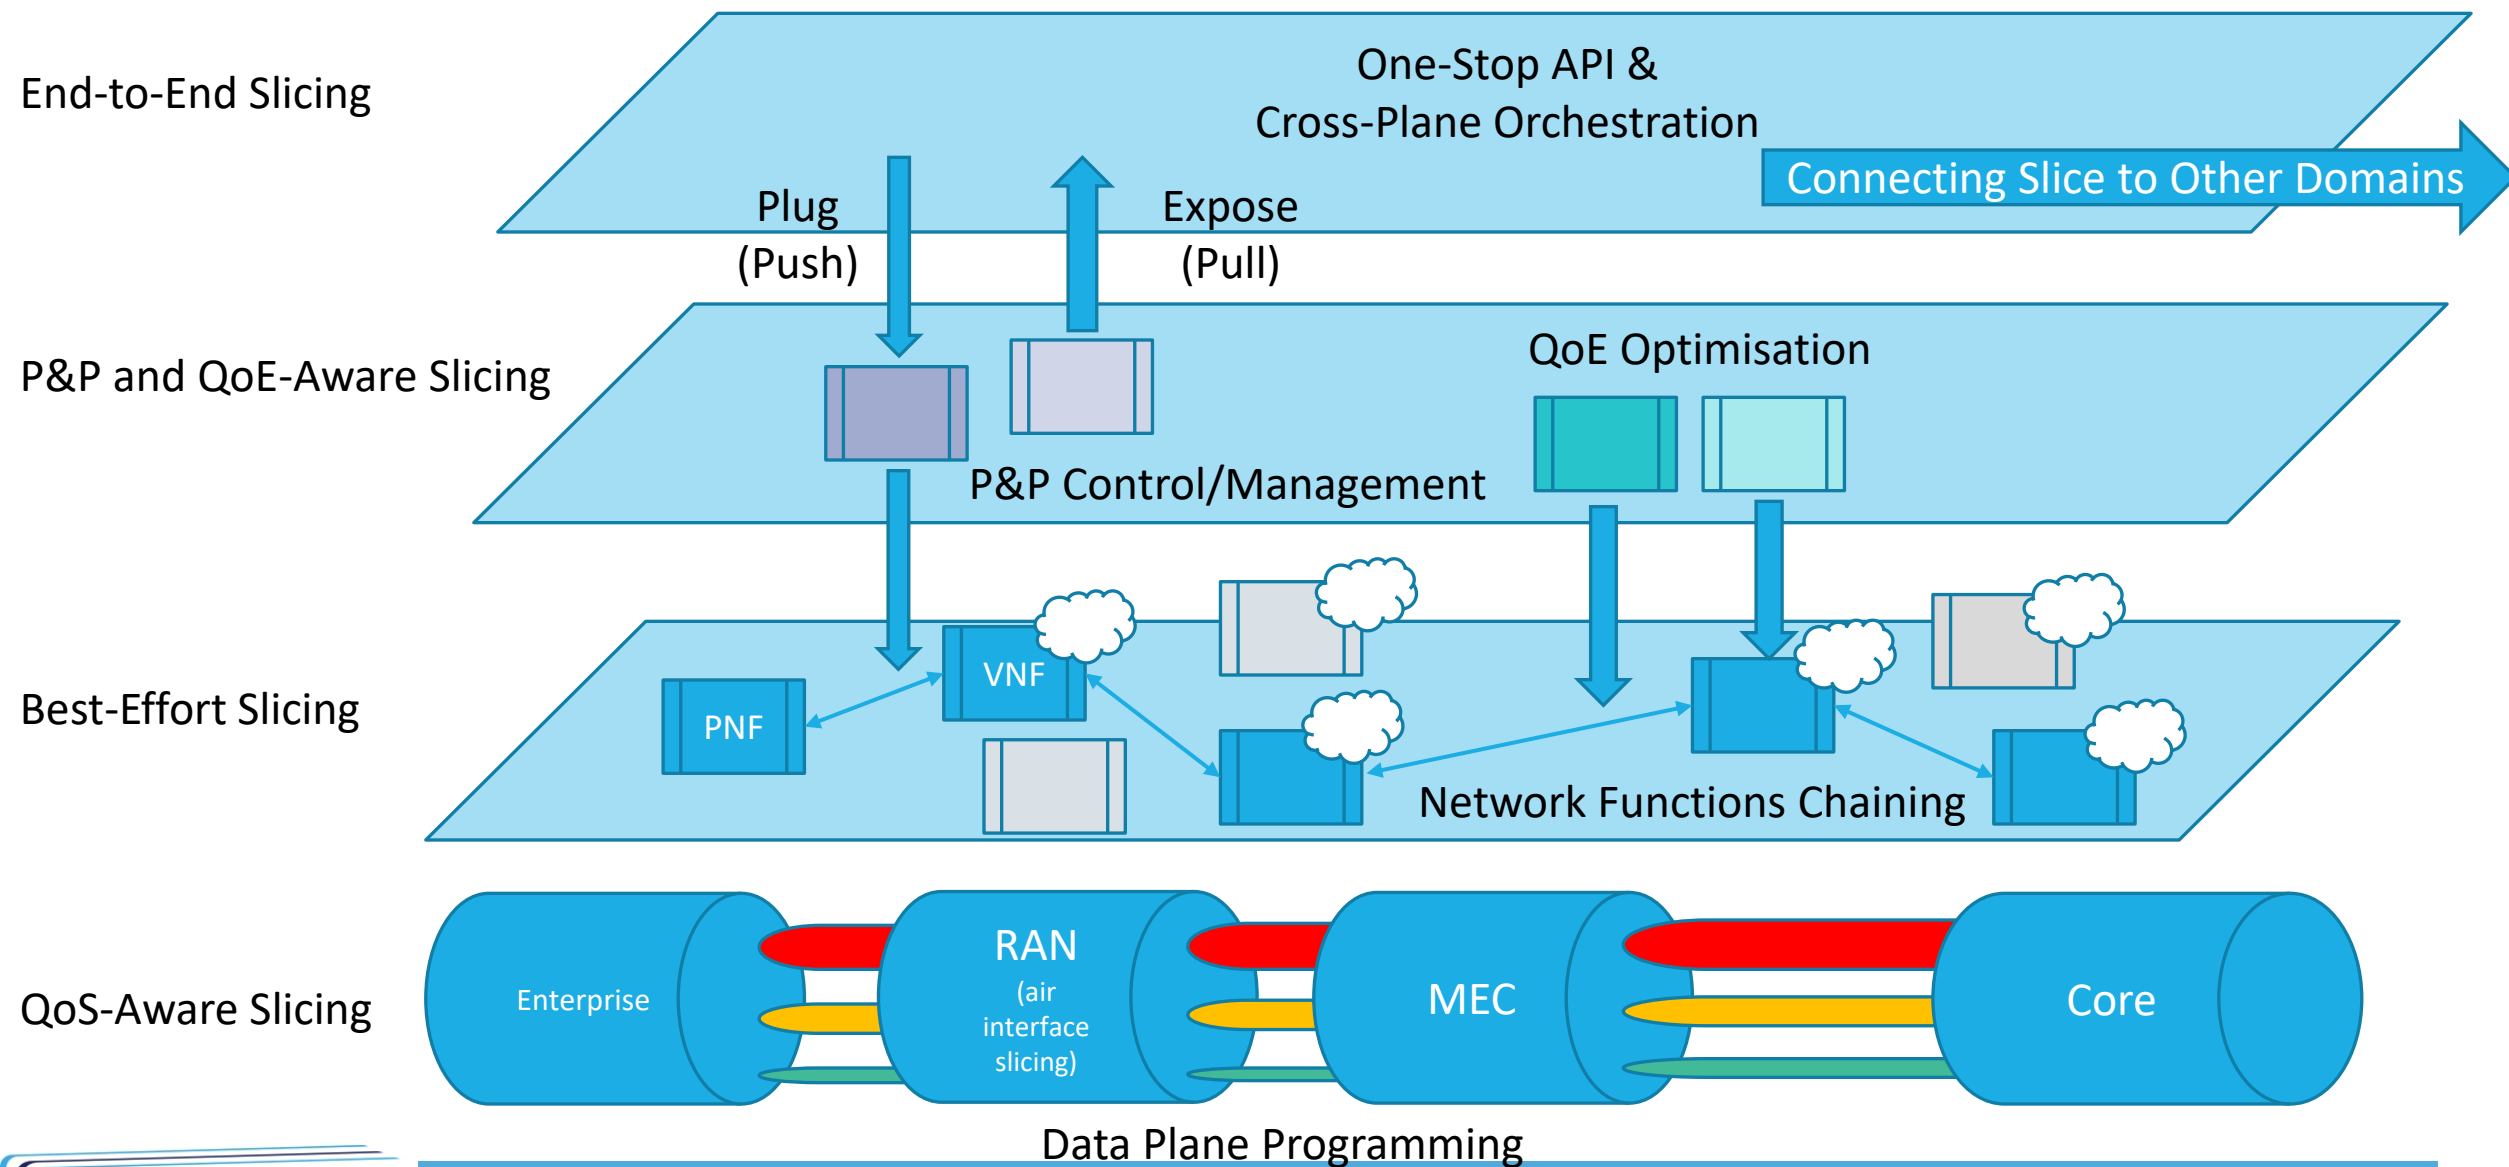 End-to-End Slicing
One-Stop API &
Cross-Plane Orchestration
Connecting Slice to Other Domains
Plug
(Push)
Expose
(Pull)
P&P and QoE-Aware Slicing
QoE Optimisation
P&P Control/Management
Best-Effort Slicing
PNF
VNF
Network Functions Chaining
QoS-Aware Slicing
Enterprise
RAN
(air
interface
slicing)
MEC
Core
Data Plane Programming